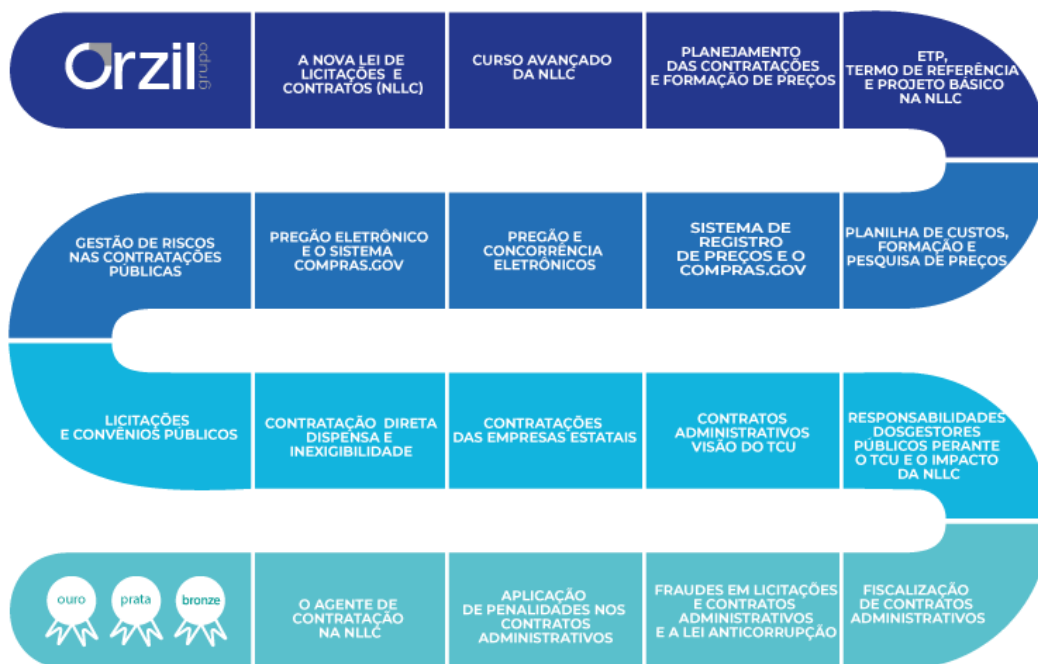 Orzil grupo
A NOVA LEI DE
LICITAÇÕES E
CONTRATOS (NLLC)
CURSO AVANÇADO
DA NLLC
PLANEJAMENTO
DAS CONTRATAÇÕES
E FORMAÇÃO DE PREÇOS
ETP,
TERMO DE REFERÊNCIA
E PROJETO BÁSICO
NA NLLC
PLANILHA DE CUSTOS,
FORMAÇÃO E
PESQUISA DE PREÇOS
SISTEMA DE
REGISTRO
DE PREÇOS E O
COMPRAS.GOV
PREGÃO E
CONCORRÊNCIA
ELETRÔNICOS
PREGÃO ELETRÔNICO
E O SISTEMA
COMPRAS.GOV
GESTÃO DE RISCOS
NAS CONTRATAÇÕES
PÚBLICAS
LICITAÇÕES
E CONVÊNIOS PÚBLICOS
CONTRATAÇÃO DIRETA
DISPENSA E
INEXIGIBILIDADE
CONTRATAÇÕES
DAS EMPRESAS ESTATAIS
CONTRATOS
ADMINISTRATIVOS
VISÃO DO TCU
RESPONSABILIDADES
DOSGESTORES
PÚBLICOS PERANTE
O TCU E O IMPACTO
DA NLLC
FISCALIZAÇÃO
DE CONTRATOS
ADMINISTRATIVOS
FRAUDES EM LICITAÇÕES
E CONTRATOS
ADMINISTRATIVOS
E A LEI ANTICORRUPÇÃO
APLICAÇÃO
DE PENALIDADES NOS
CONTRATOS
ADMINISTRATIVOS
O AGENTE DE
CONTRATAÇÃO
NA NLLC
ouro prata bronze